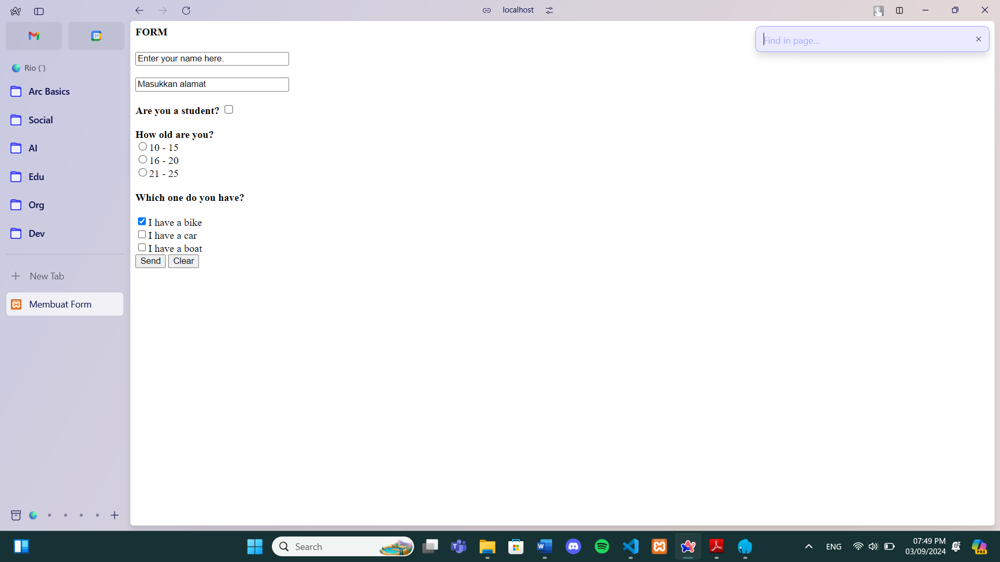 localhost
31
Rio (`)
Arc Basics
Social
AI
Edu
Org
Dev
New Tab
Membuat Form
FORM
Find in page...
Enter your name here.
Masukkan alamat
Are you a student?
How old are you?
10 - 15
16 - 20
21 - 25
Which one do you have?
I have a bike
I have a car
I have a boat
Send Clear
Search
ENG
07:49 PM
03/09/2024
PRE